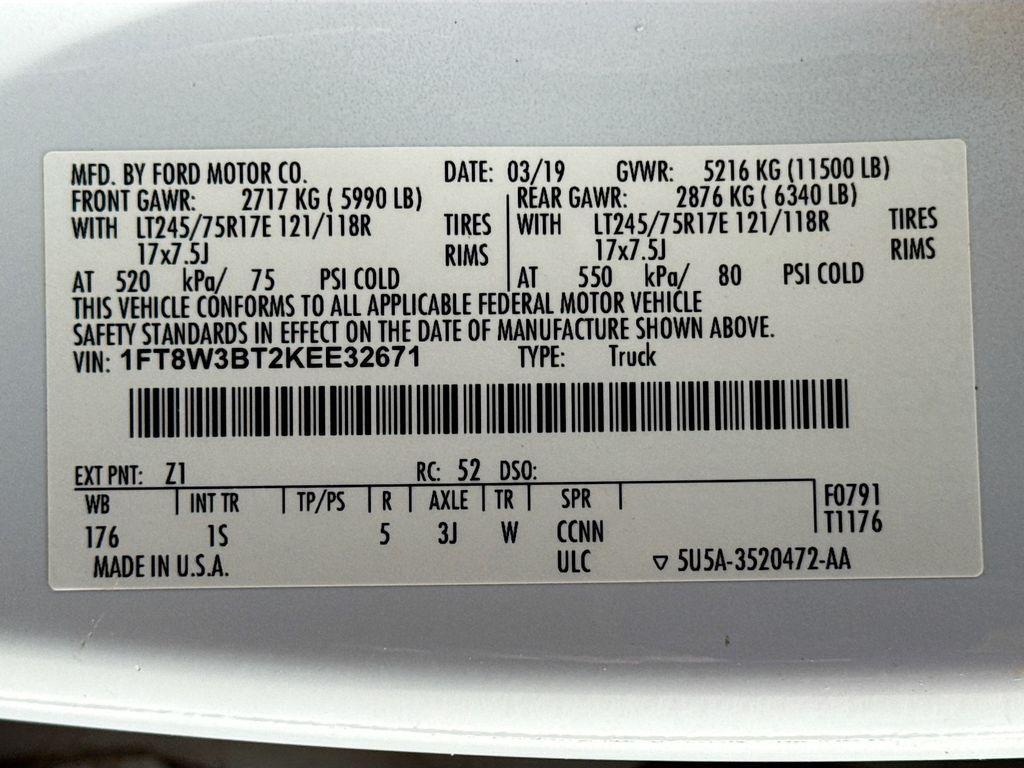 MFD. BY FORD MOTOR CO. DATE: 03/19 GVWR: 5216 KG (11500 LB)
FRONT GAWR: 2717 KG ( 5990 LB) REAR GAWR: 2876 KG ( 6340 LB)
WITH LT245/75R17E 121/118R TIRES WITH LT245/75R17E 121/118R TIRES
17x7.5J RIMS 17x7.5J RIMS
AT 520 kPa/ 75 PSI COLD AT 550 kPa/ 80 PSI COLD
THIS VEHICLE CONFORMS TO ALL APPLICABLE FEDERAL MOTOR VEHICLE
SAFETY STANDARDS IN EFFECT ON THE DATE OF MANUFACTURE SHOWN ABOVE.
VIN: 1FT8W3BT2KEE32671 TYPE: Truck
EXT PNT: Z1 RC: 52 DSO:
WB INT TR TP/PS R AXLE TR SPR F0791
176 1S 5 3J W CCNN T1176
MADE IN U.S.A. ULC ▽ 5U5A-3520472-AA